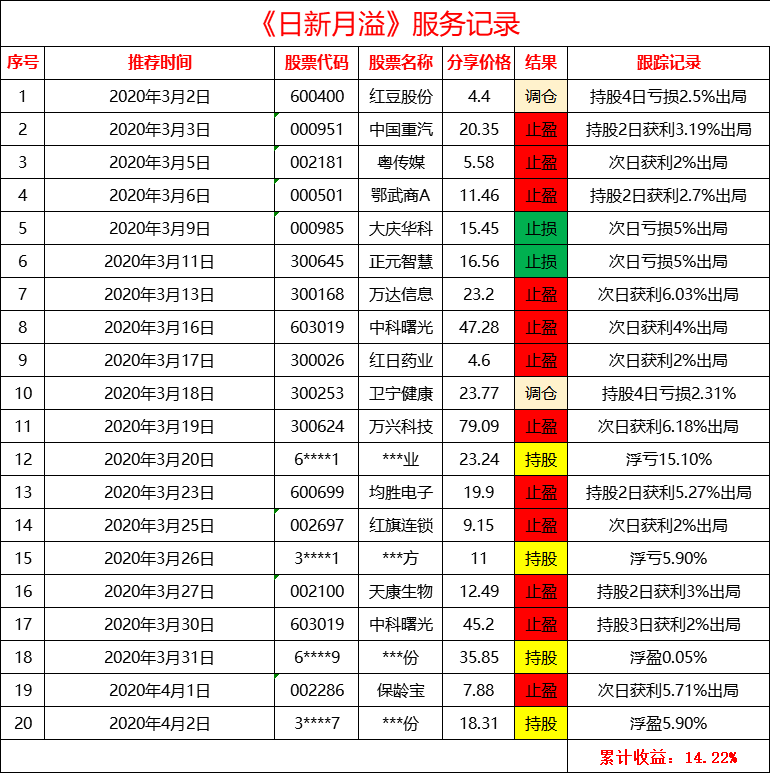 《日新月溢》服务记录
序号 推荐时间 股票代码 股票名称 分享价格 结果 跟踪记录
1 2020年3月2日 600400 红豆股份 4.4 调仓 持股4日亏损2.5%出局
2 2020年3月3日 000951 中国重汽 20.35 止盈 持股2日获利3.19%出局
3 2020年3月5日 002181 粤传媒 5.58 止盈 次日获利2%出局
4 2020年3月6日 000501 鄂武商A 11.46 止盈 持股2日获利2.7%出局
5 2020年3月9日 000985 大庆华科 15.45 止损 次日亏损5%出局
6 2020年3月11日 300645 正元智慧 16.56 止损 次日亏损5%出局
7 2020年3月13日 300168 万达信息 23.2 止盈 次日获利6.03%出局
8 2020年3月16日 603019 中科曙光 47.28 止盈 次日获利4%出局
9 2020年3月17日 300026 红日药业 4.6 止盈 次日获利2%出局
10 2020年3月18日 300253 卫宁健康 23.77 调仓 持股4日亏损2.31%
11 2020年3月19日 300624 万兴科技 79.09 止盈 次日获利6.18%出局
12 2020年3月20日 6****1 ***业 23.24 持股 浮亏15.10%
13 2020年3月23日 600699 均胜电子 19.9 止盈 持股2日获利5.27%出局
14 2020年3月25日 002697 红旗连锁 9.15 止盈 次日获利2%出局
15 2020年3月26日 3****1 ***方 11 持股 浮亏5.90%
16 2020年3月27日 002100 天康生物 12.49 止盈 持股2日获利3%出局
17 2020年3月30日 603019 中科曙光 45.2 止盈 持股3日获利2%出局
18 2020年3月31日 6****9 ***份 35.85 持股 浮盈0.05%
19 2020年4月1日 002286 保龄宝 7.88 止盈 次日获利5.71%出局
20 2020年4月2日 3****7 ***份 18.31 持股 浮盈5.90%
累计收益：14.22%